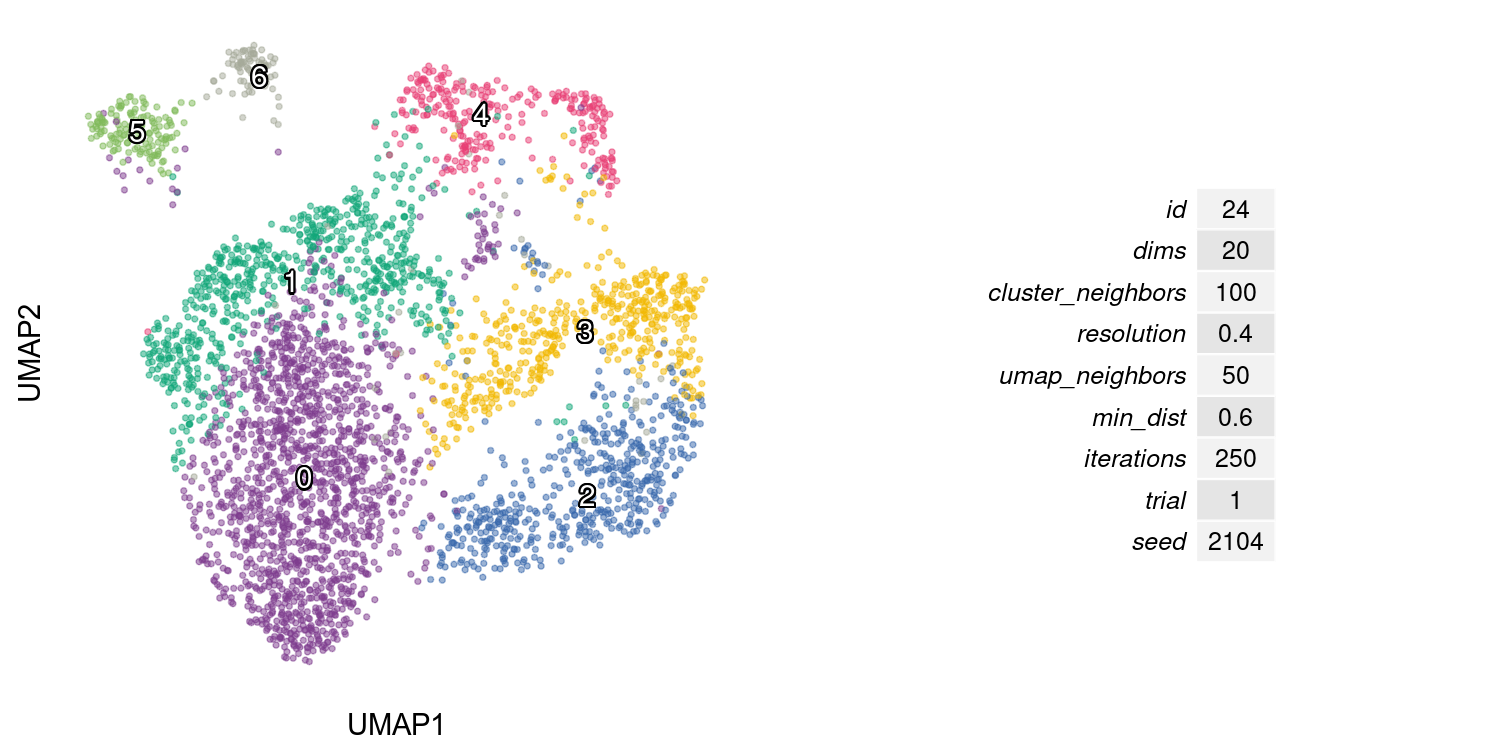 6
5
4
1
3
0
2
UMAP2
UMAP1
id 24
dims 20
cluster_neighbors 100
resolution 0.4
umap_neighbors 50
min_dist 0.6
iterations 250
trial 1
seed 2104